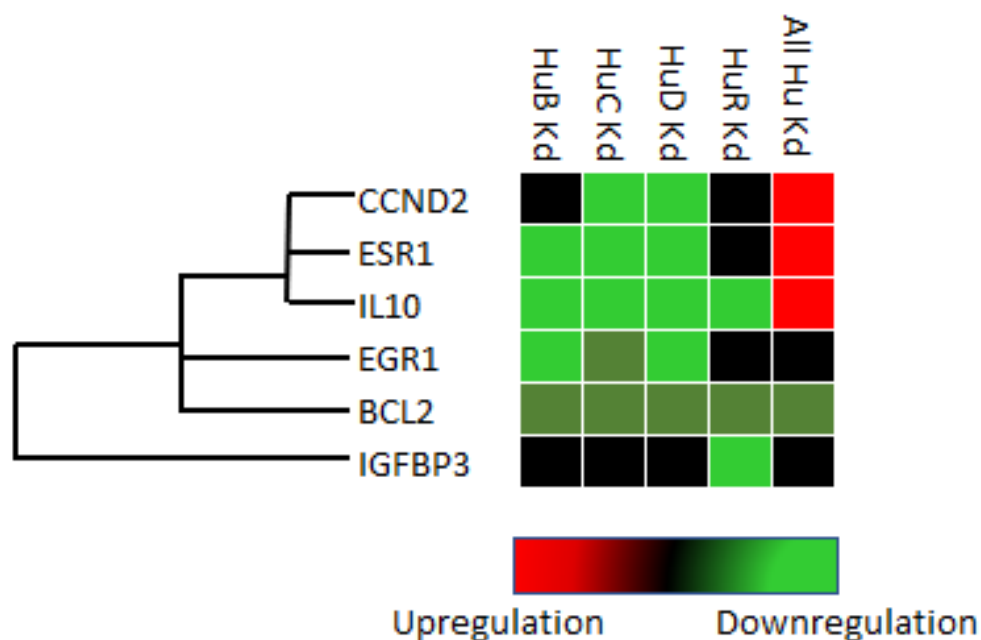 HuB Kd
HuC Kd
HuD Kd
HuR Kd
All Hu Kd
CCND2
ESR1
IL10
EGR1
BCL2
IGFBP3
Upregulation
Downregulation